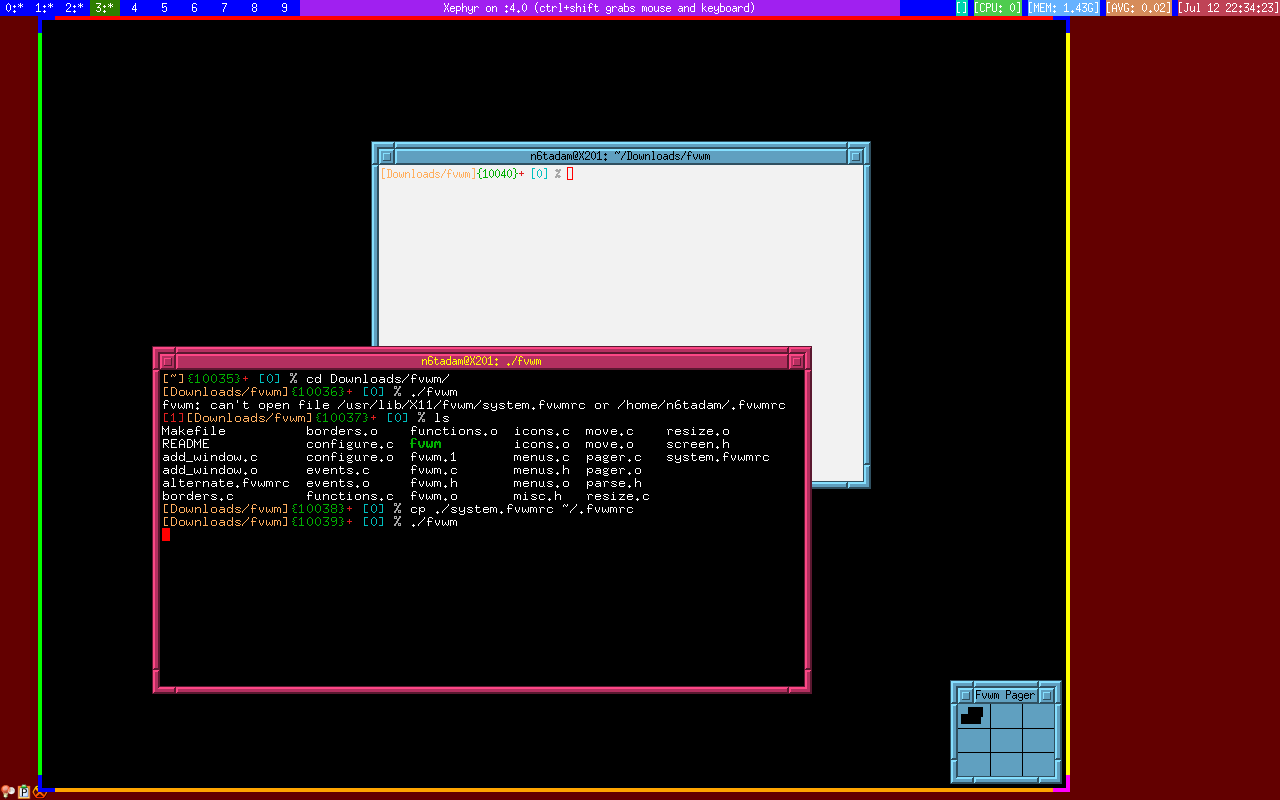 0:* 1:* 2:* 3:* 4 5 6 7 8 9 Xephyr on :4.0 (ctrl+shift grabs mouse and keyboard) [] [CPU: 0] [MEM: 1.43G] [AVG: 0.02] [Jul 12 22:34:23]
n6tadam@X201: ~/Downloads/fvwm
[Downloads/fvwm]{10040}+ [0] %
n6tadam@X201: ./fvwm
[~]{10035}+ [0] % cd Downloads/fvwm/
[Downloads/fvwm]{10036}+ [0] % ./fvwm
fvwm: can't open file /usr/lib/X11/fvwm/system.fvwmrc or /home/n6tadam/.fvwmrc
[1][Downloads/fvwm]{10037}+ [0] % ls
Makefile borders.o functions.o icons.c move.c resize.o
README configure.c fvwm icons.o move.o screen.h
add_window.c configure.o fvwm.1 menus.c pager.c system.fvwmrc
add_window.o events.c fvwm.c menus.h pager.o
alternate.fvwmrc events.o fvwm.h menus.o parse.h
borders.c functions.c fvwm.o misc.h resize.c
[Downloads/fvwm]{10038}+ [0] % cp ./system.fvwmrc ~/.fvwmrc
[Downloads/fvwm]{10039}+ [0] % ./fvwm
Fvwm Pager
P